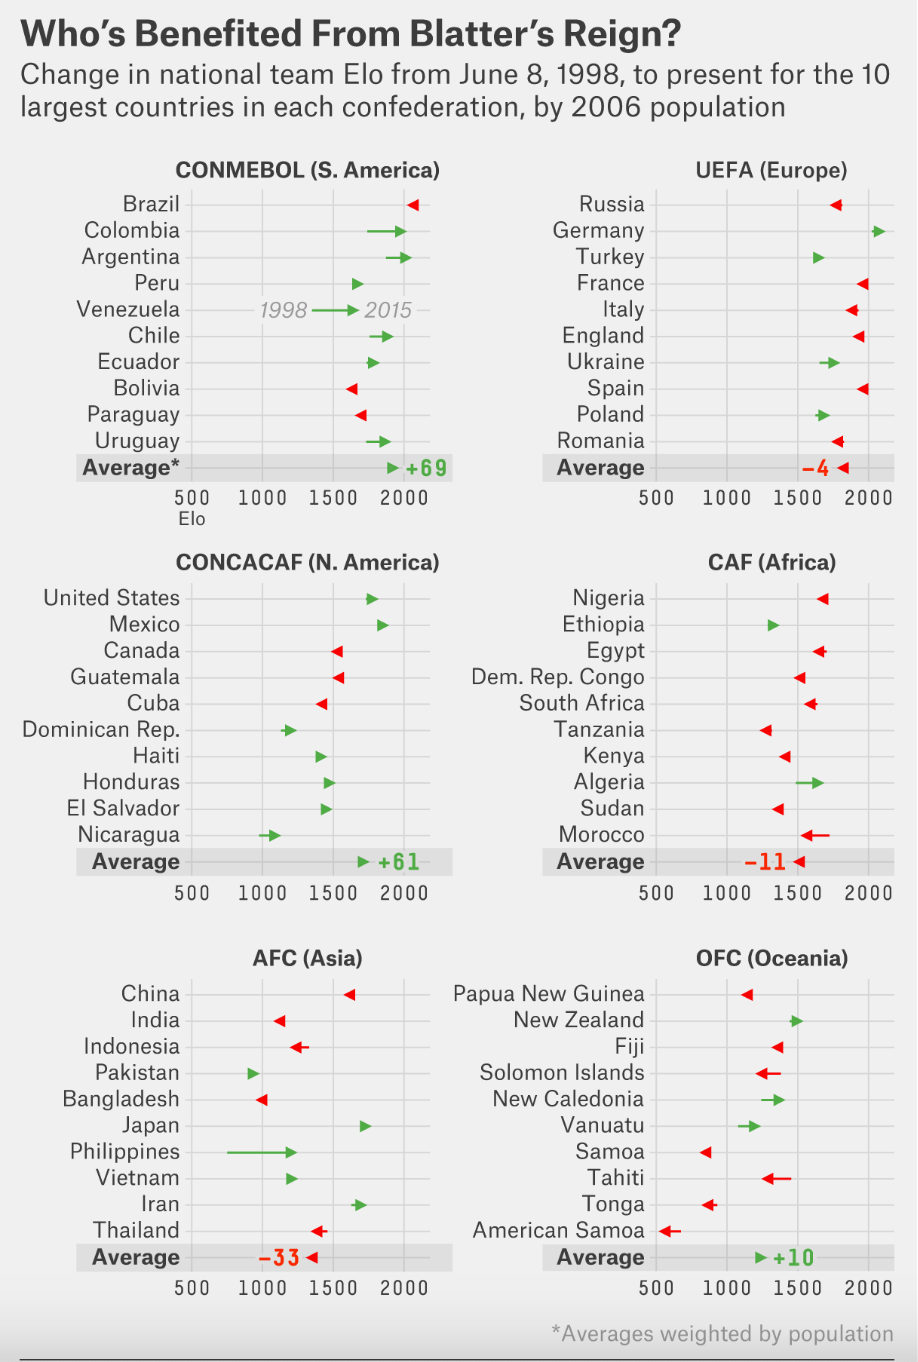 Who's Benefited From Blatter's Reign?
Change in national team Elo from June 8, 1998, to present for the 10
largest countries in each confederation, by 2006 population
CONMEBOL (S. America)
Brazil
Colombia
Argentina
Peru
Venezuela 1998 2015
Chile
Ecuador
Bolivia
Paraguay
Uruguay
Average* +69
500 1000 1500 2000
Elo
UEFA (Europe)
Russia
Germany
Turkey
France
Italy
England
Ukraine
Spain
Poland
Romania
Average −4
500 1000 1500 2000
CONCACAF (N. America)
United States
Mexico
Canada
Guatemala
Cuba
Dominican Rep.
Haiti
Honduras
El Salvador
Nicaragua
Average +61
500 1000 1500 2000
CAF (Africa)
Nigeria
Ethiopia
Egypt
Dem. Rep. Congo
South Africa
Tanzania
Kenya
Algeria
Sudan
Morocco
Average −11
500 1000 1500 2000
AFC (Asia)
China
India
Indonesia
Pakistan
Bangladesh
Japan
Philippines
Vietnam
Iran
Thailand
Average −33
500 1000 1500 2000
OFC (Oceania)
Papua New Guinea
New Zealand
Fiji
Solomon Islands
New Caledonia
Vanuatu
Samoa
Tahiti
Tonga
American Samoa
Average +10
500 1000 1500 2000
*Averages weighted by population